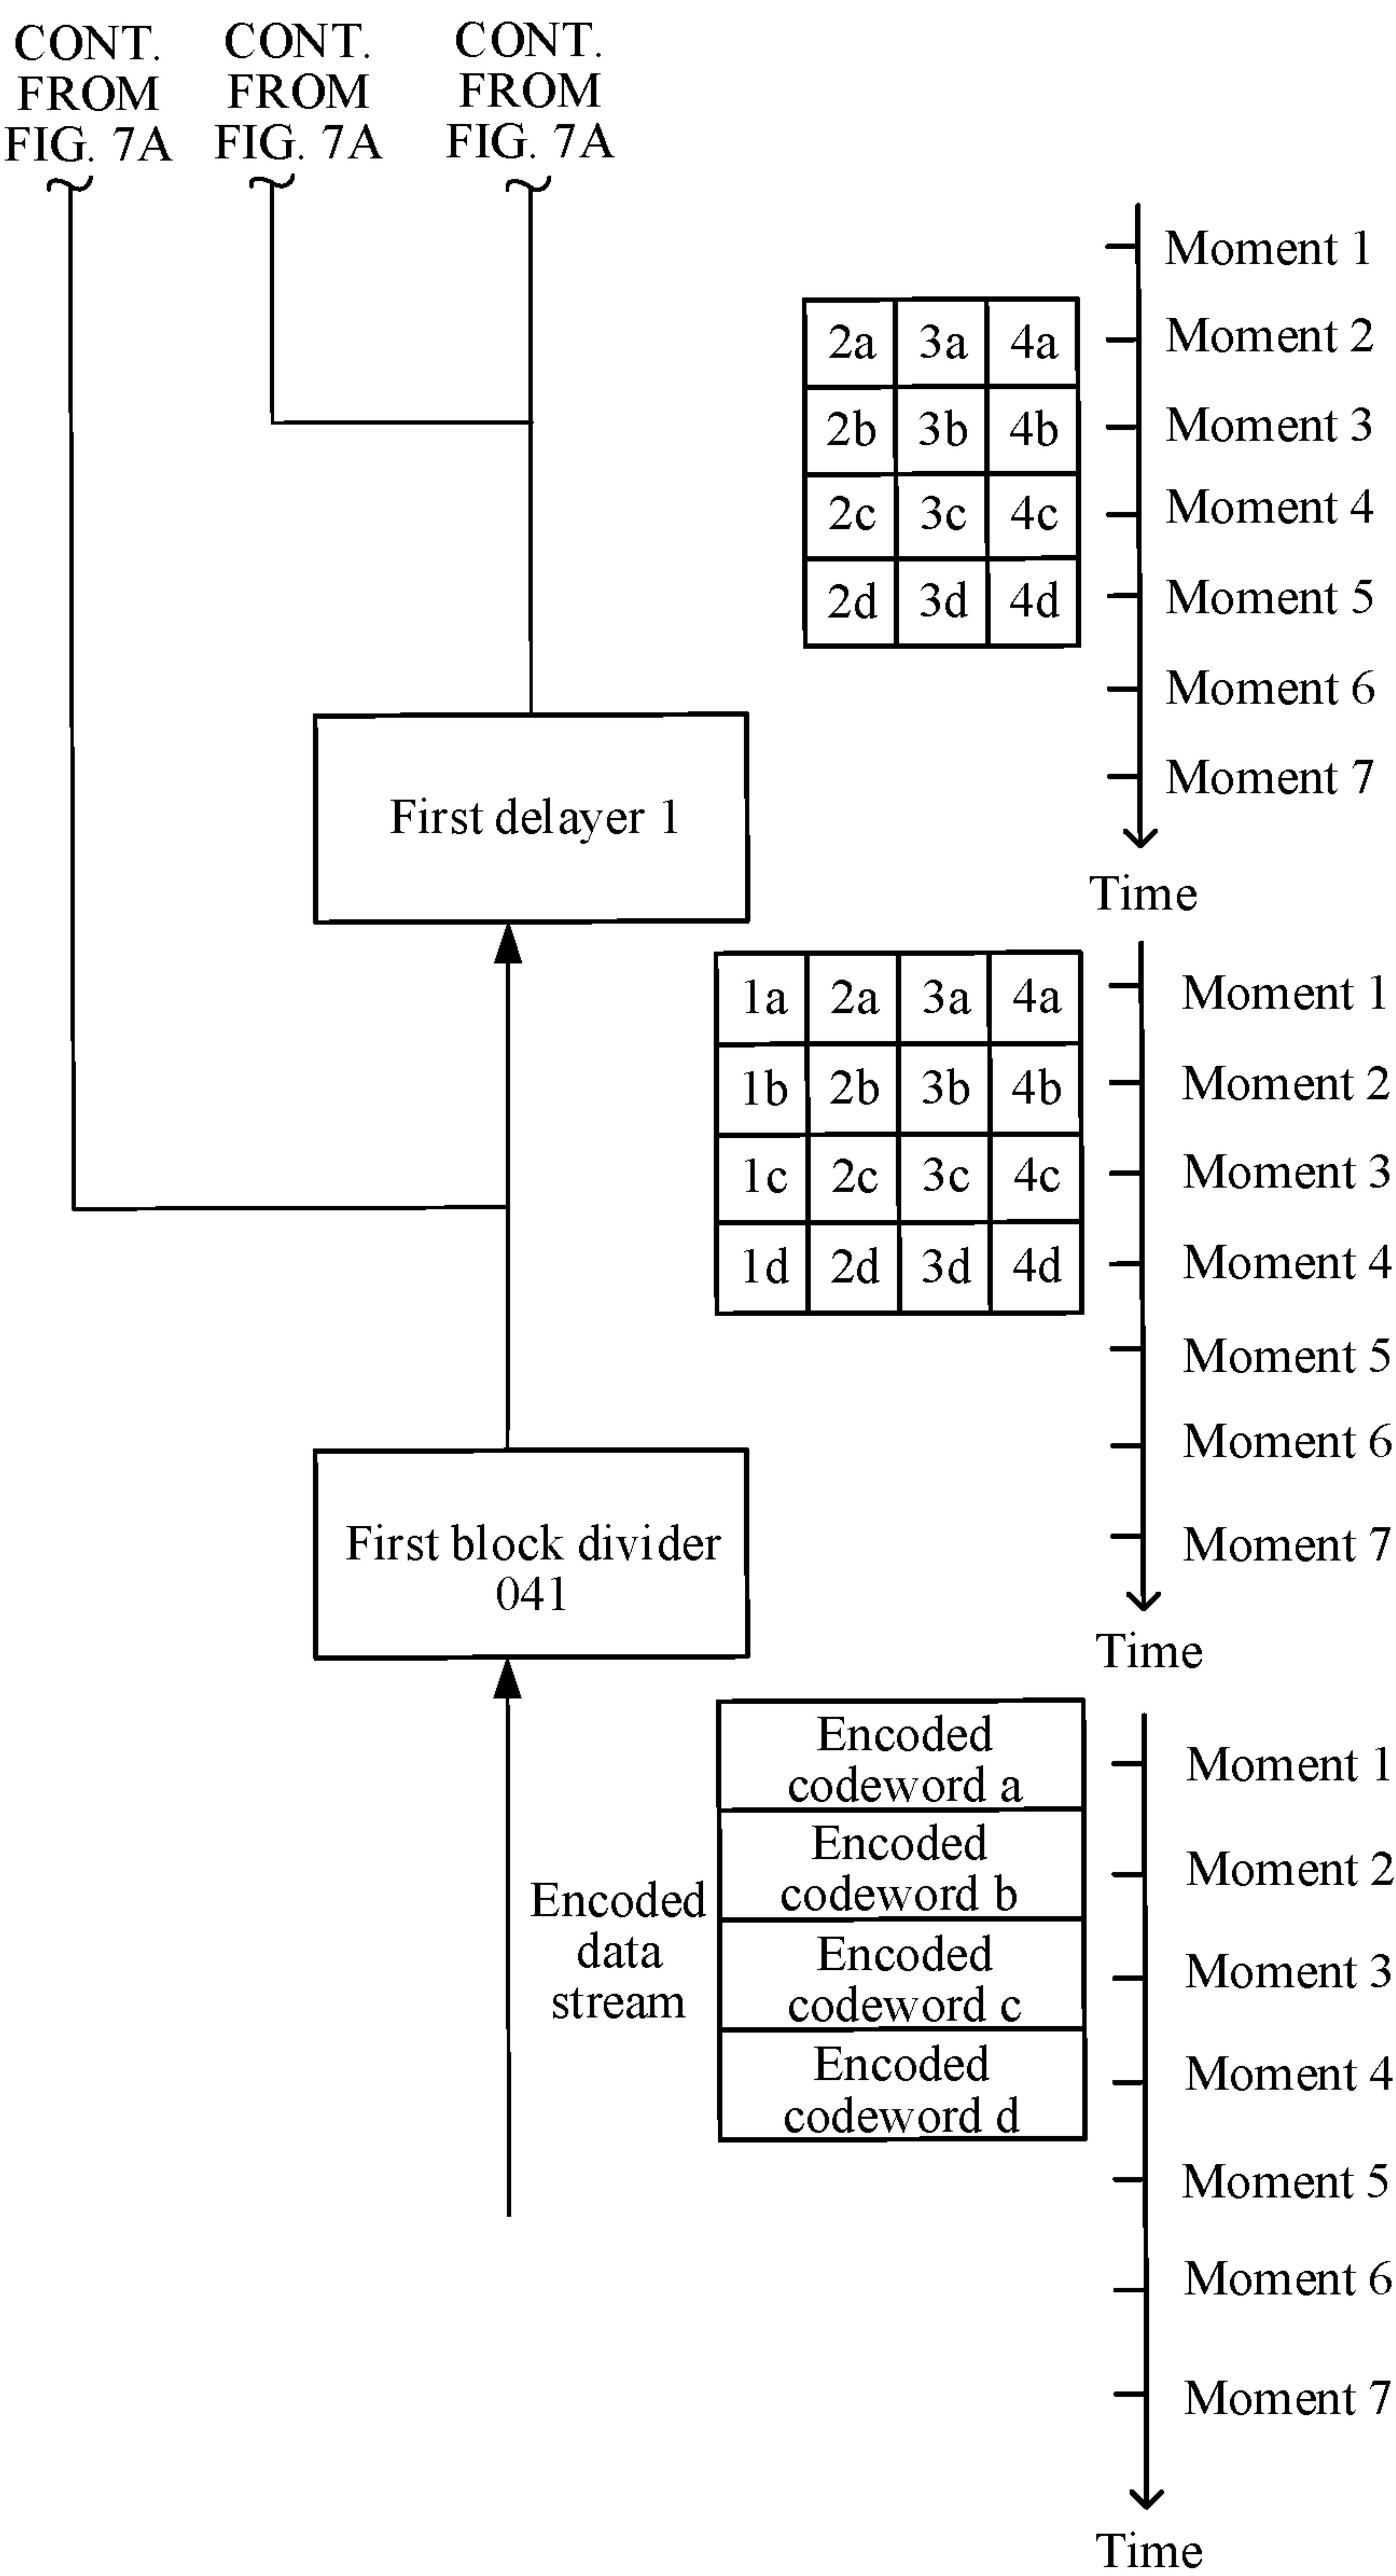 CONT.
FROM
FIG. 7A
CONT.
FROM
FIG. 7A
CONT.
FROM
FIG. 7A
Moment 1
2a 3a 4a Moment 2
2b 3b 4b Moment 3
2c 3c 4c Moment 4
2d 3d 4d Moment 5
Moment 6
Moment 7
First delayer 1
Time
1a 2a 3a 4a Moment 1
1b 2b 3b 4b Moment 2
1c 2c 3c 4c Moment 3
1d 2d 3d 4d Moment 4
Moment 5
Moment 6
Moment 7
First block divider
041
Time
Encoded
data
stream
Encoded
codeword a
Encoded
codeword b
Encoded
codeword c
Encoded
codeword d
Moment 1
Moment 2
Moment 3
Moment 4
Moment 5
Moment 6
Moment 7
Time